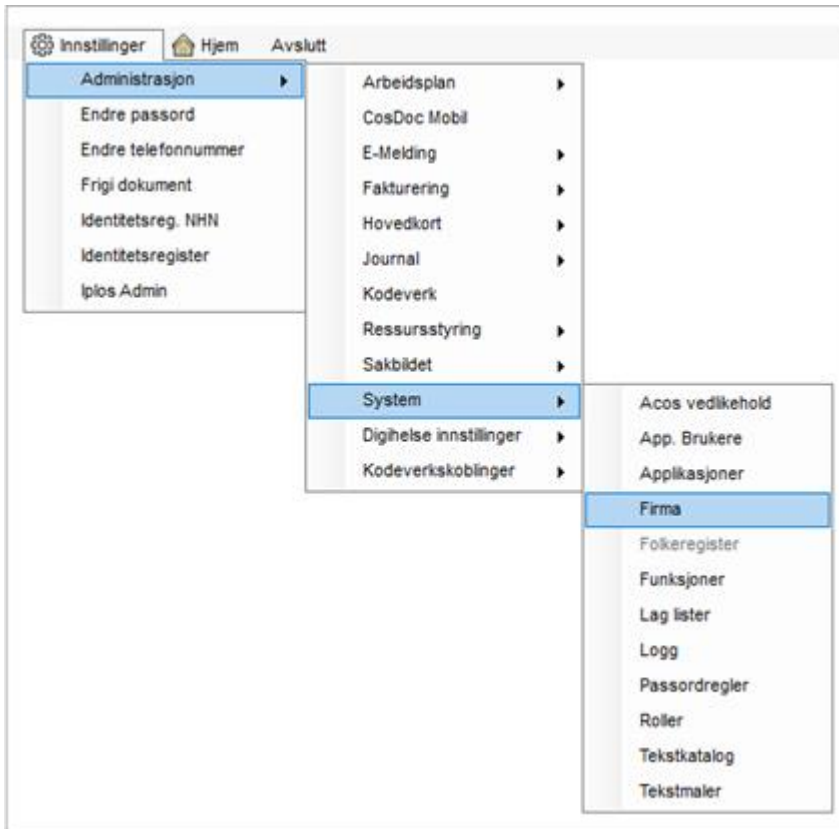 Innstillinger Hjem Avslutt
Administrasjon
Endre passord
Endre telefonnummer
Frigi dokument
Identitetsreg. NHN
Identitetsregister
Iplos Admin
Arbeidsplan
CosDoc Mobil
E-Melding
Fakturering
Hovedkort
Journal
Kodeverk
Ressursstyring
Sakbildet
System
Digihelse innstillinger
Kodeverkskoblinger
Acos vedlikehold
App. Brukere
Applikasjoner
Firma
Folkeregister
Funksjoner
Lag lister
Logg
Passordregler
Roller
Tekstkatalog
Tekstmaler